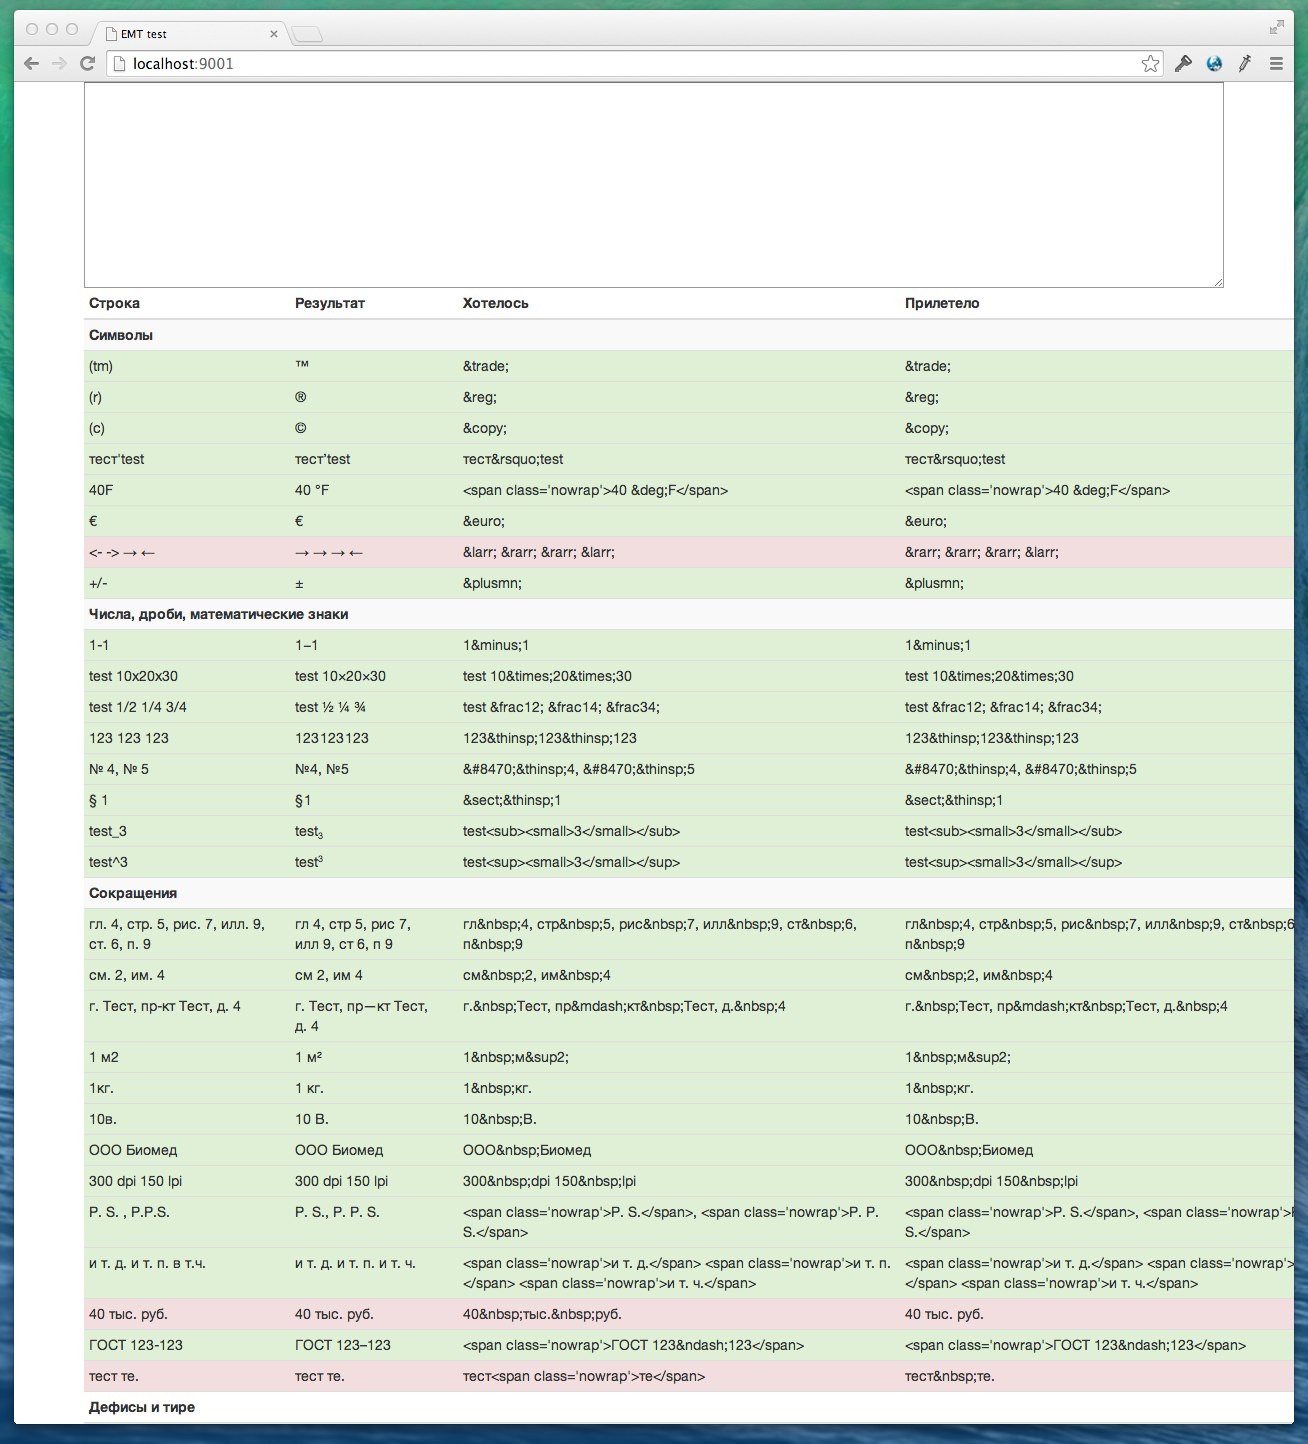 EMT test
localhost:9001
Строка Результат Хотелось Прилетело
Символы
(tm) ™ &trade; &trade;
(r) ® &reg; &reg;
(c) © &copy; &copy;
тест'test тест’test тест&rsquo;test тест&rsquo;test
40F 40 °F <span class='nowrap'>40 &deg;F</span> <span class='nowrap'>40 &deg;F</span>
€ € &euro; &euro;
<- -> → ← → → → ← &larr; &rarr; &rarr; &larr; &rarr; &rarr; &rarr; &larr;
+/- ± &plusmn; &plusmn;
Числа, дроби, математические знаки
1-1 1−1 1&minus;1 1&minus;1
test 10x20x30 test 10×20×30 test 10&times;20&times;30 test 10&times;20&times;30
test 1/2 1/4 3/4 test ½ ¼ ¾ test &frac12; &frac14; &frac34; test &frac12; &frac14; &frac34;
123 123 123 123 123 123 123&thinsp;123&thinsp;123 123&thinsp;123&thinsp;123
№ 4, № 5 № 4, № 5 &#8470;&thinsp;4, &#8470;&thinsp;5 &#8470;&thinsp;4, &#8470;&thinsp;5
§ 1 § 1 &sect;&thinsp;1 &sect;&thinsp;1
test_3 test₃ test<sub><small>3</small></sub> test<sub><small>3</small></sub>
test^3 test³ test<sup><small>3</small></sup> test<sup><small>3</small></sup>
Сокращения
гл. 4, стр. 5, рис. 7, илл. 9, гл 4, стр 5, рис 7, гл&nbsp;4, стр&nbsp;5, рис&nbsp;7, илл&nbsp;9, ст&nbsp;6, гл&nbsp;4, стр&nbsp;5, рис&nbsp;7, илл&nbsp;9, ст&nbsp;6
ст. 6, п. 9 илл 9, ст 6, п 9 п&nbsp;9 п&nbsp;9
см. 2, им. 4 см 2, им 4 см&nbsp;2, им&nbsp;4 см&nbsp;2, им&nbsp;4
г. Тест, пр-кт Тест, д. 4 г. Тест, пр—кт Тест, г.&nbsp;Тест, пр&mdash;кт&nbsp;Тест, д.&nbsp;4 г.&nbsp;Тест, пр&mdash;кт&nbsp;Тест, д.&nbsp;4
д. 4
1 м2 1 м² 1&nbsp;м&sup2; 1&nbsp;м&sup2;
1кг. 1 кг. 1&nbsp;кг. 1&nbsp;кг.
10в. 10 В. 10&nbsp;В. 10&nbsp;В.
ООО Биомед ООО Биомед ООО&nbsp;Биомед ООО&nbsp;Биомед
300 dpi 150 lpi 300 dpi 150 lpi 300&nbsp;dpi 150&nbsp;lpi 300&nbsp;dpi 150&nbsp;lpi
P. S. , P.P.S. P. S., P. P. S. <span class='nowrap'>P. S.</span>, <span class='nowrap'>P. P. <span class='nowrap'>P. S.</span>, <span class='nowrap'>
S.</span> S.</span>
и т. д. и т. п. в т.ч. и т. д. и т. п. и т. ч. <span class='nowrap'>и т. д.</span> <span class='nowrap'>и т. п. <span class='nowrap'>и т. д.</span> <span class='nowrap'>
</span> <span class='nowrap'>и т. ч.</span> </span> <span class='nowrap'>и т. ч.</span>
40 тыс. руб. 40 тыс. руб. 40&nbsp;тыс.&nbsp;руб. 40 тыс. руб.
ГОСТ 123-123 ГОСТ 123–123 <span class='nowrap'>ГОСТ 123&ndash;123</span> <span class='nowrap'>ГОСТ 123&ndash;123</span>
тест те. тест те. тест<span class='nowrap'>те</span> тест&nbsp;те.
Дефисы и тире